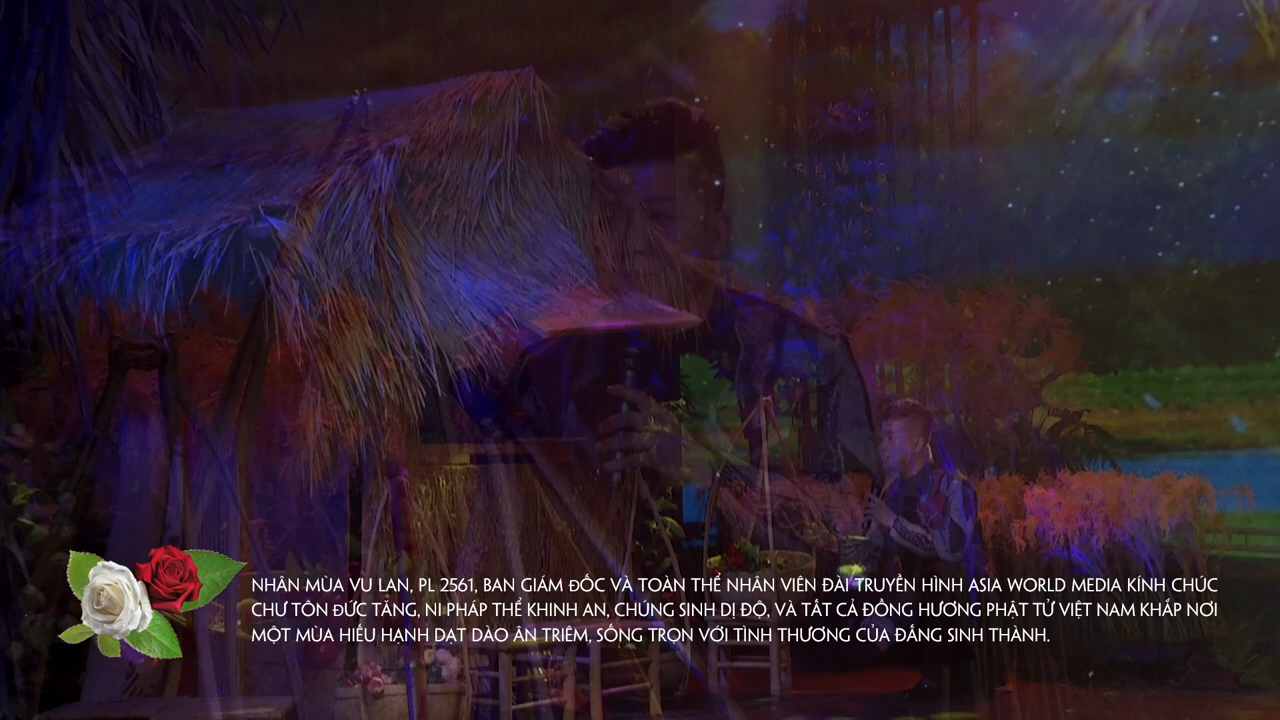 NHÂN MÙA VU LAN, PL 2561, BAN GIÁM ĐỐC VÀ TOÀN THỂ NHÂN VIÊN ĐÀI TRUYỀN HÌNH ASIA WORLD MEDIA KÍNH CHÚC
CHƯ TÔN ĐỨC TĂNG, NI PHÁP THỂ KHINH AN, CHÚNG SINH DỊ ĐỘ, VÀ TẤT CẢ ĐỒNG HƯƠNG PHẬT TỬ VIỆT NAM KHẮP NƠI
MỘT MÙA HIẾU HẠNH DẠT DÀO ÂN TRIÊM, SỐNG TRỌN VỚI TÌNH THƯƠNG CỦA ĐẤNG SINH THÀNH.